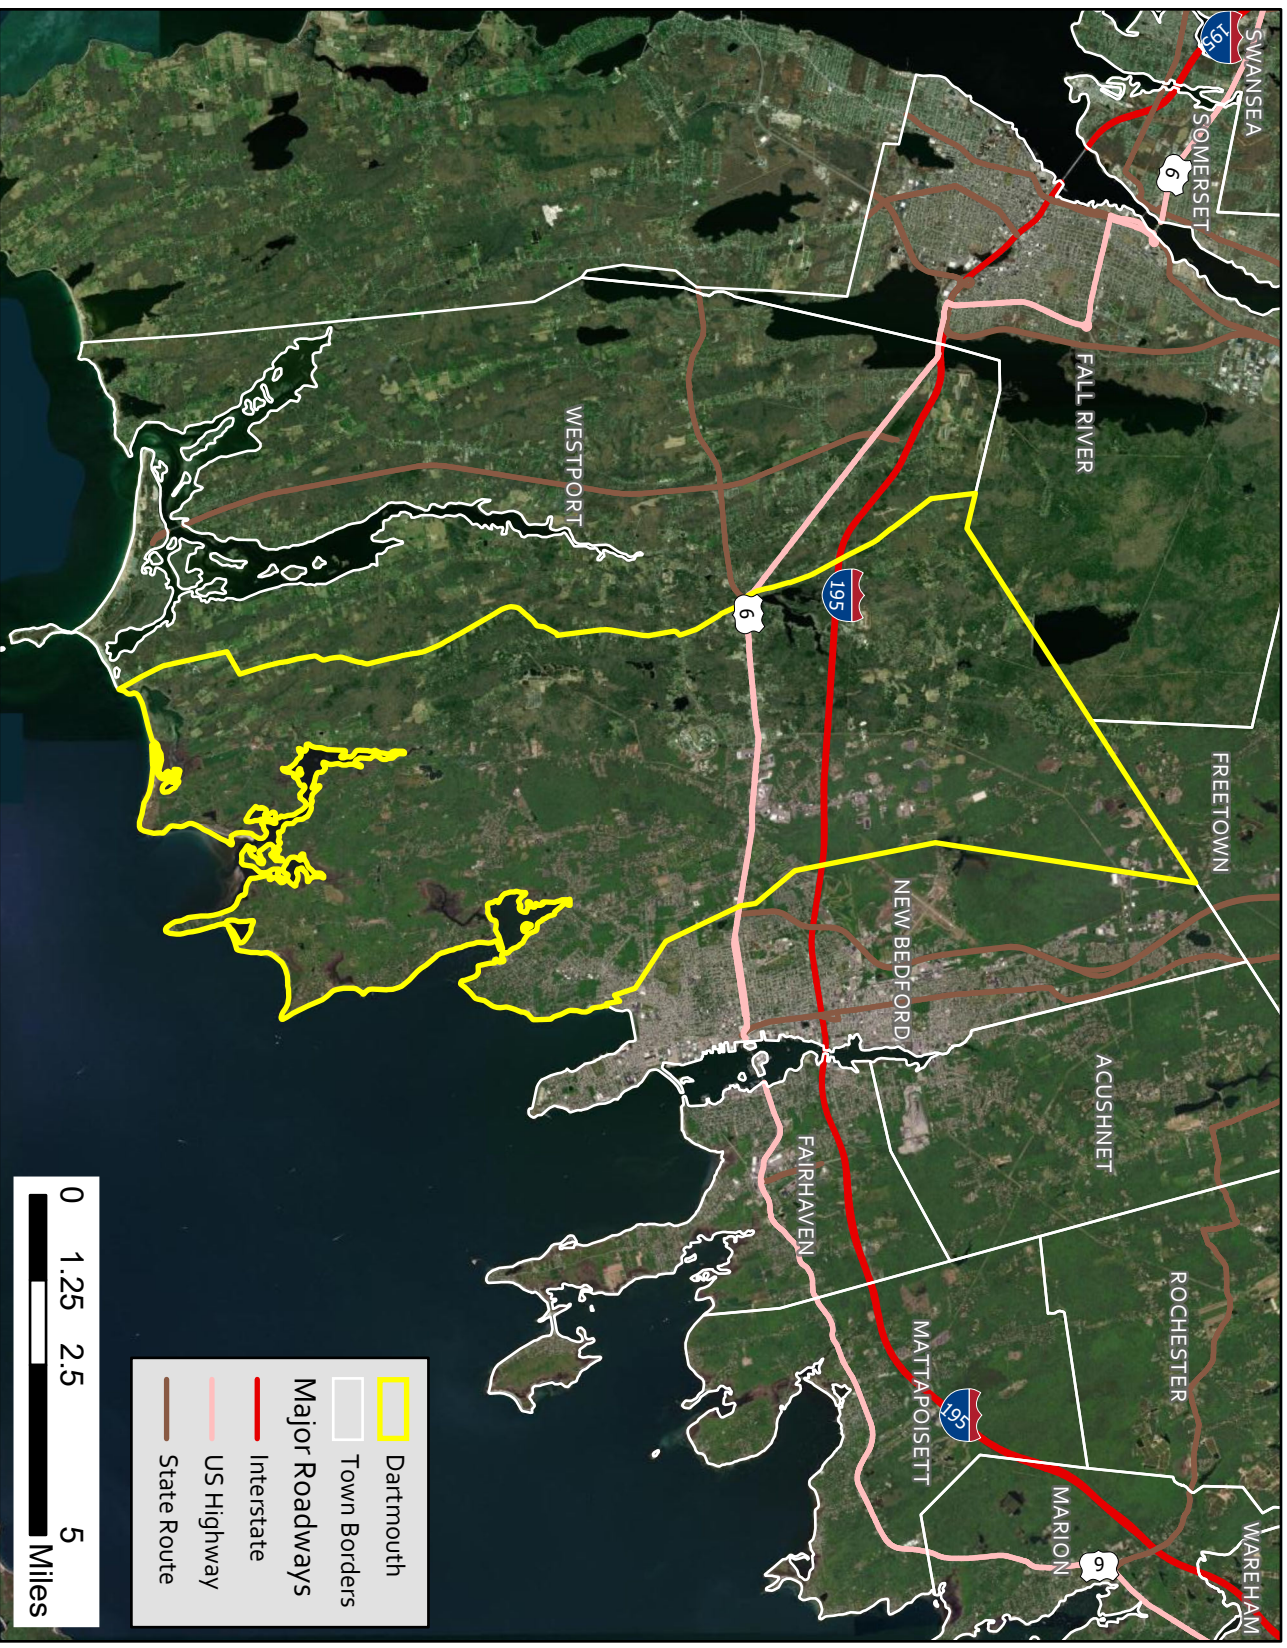 SWANSEA
195
SOMERSET
6
FALL RIVER
WESTPORT
195
6
FREETOWN
NEW BEDFORD
ACUSHNET
FAIRHAVEN
ROCHESTER
MATTAPOISETT
195
MARION
6
WAREHAM
Dartmouth
Town Borders
Major Roadways
Interstate
US Highway
State Route
0 1.25 2.5 5
Miles